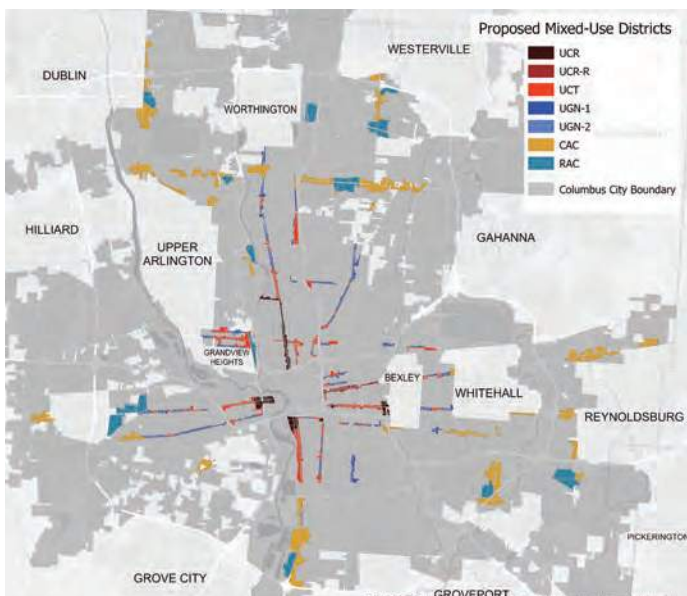 Proposed Mixed-Use Districts
UCR
UCR-R
UCT
UGN-1
UGN-2
CAC
RAC
Columbus City Boundary
WESTERVILLE
DUBLIN
WORTHINGTON
HILLIARD
UPPER
ARLINGTON
GAHANNA
GRANDVIEW
HEIGHTS
BEXLEY
WHITEHALL
REYNOLDSBURG
PICKERINGTON
GROVE CITY
GROVEPORT